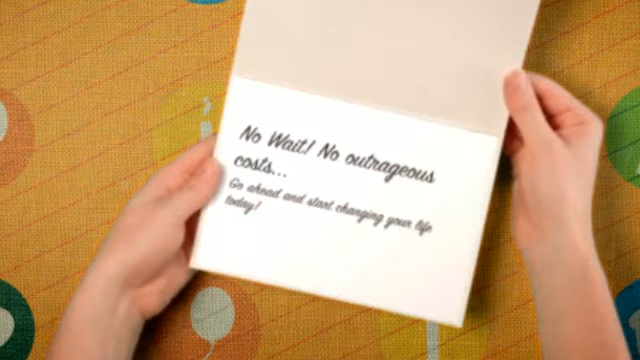 No Wait! No outrageous
costs...
Go ahead and start changing your life
today!